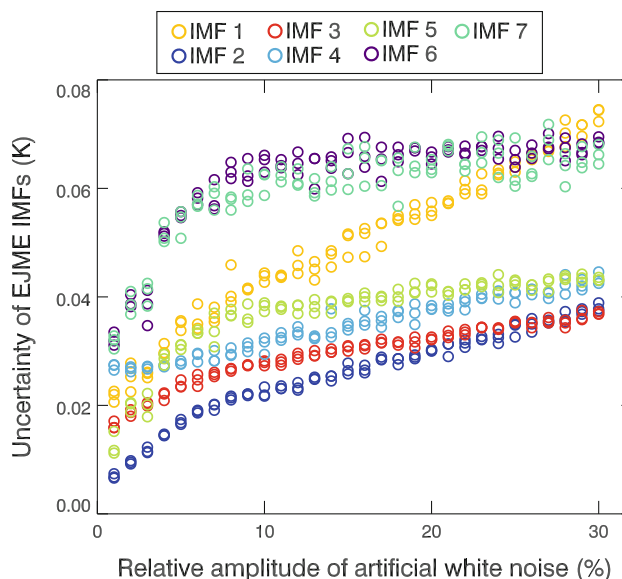 IMF 1 IMF 3 IMF 5 IMF 7
IMF 2 IMF 4 IMF 6
0.08
0.06
0.04
0.02
0.00
Uncertainty of EJME IMFs (K)
0 10 20 30
Relative amplitude of artificial white noise (%)